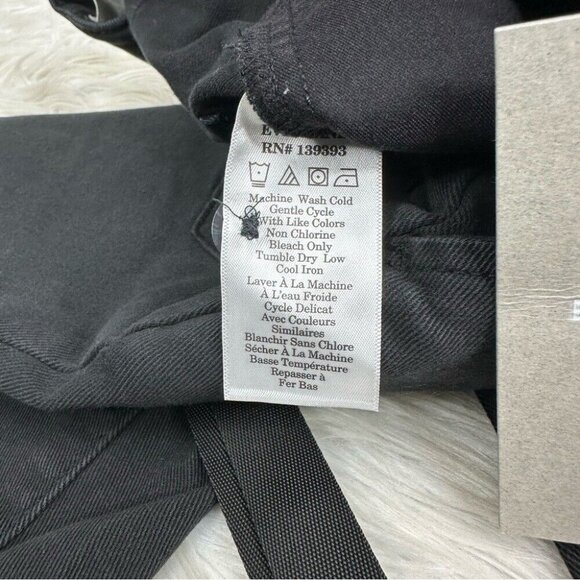 RN# 139393
Machine Wash Cold
Gentle Cycle
With Like Colors
Non Chlorine
Bleach Only
Tumble Dry Low
Cool Iron
Laver À La Machine
À L'eau Froide
Cycle Delicat
Avec Couleurs
Similaires
Blanchir Sans Chlore
Sécher À La Machine
Basse Température
Repasser à
Fer Bas